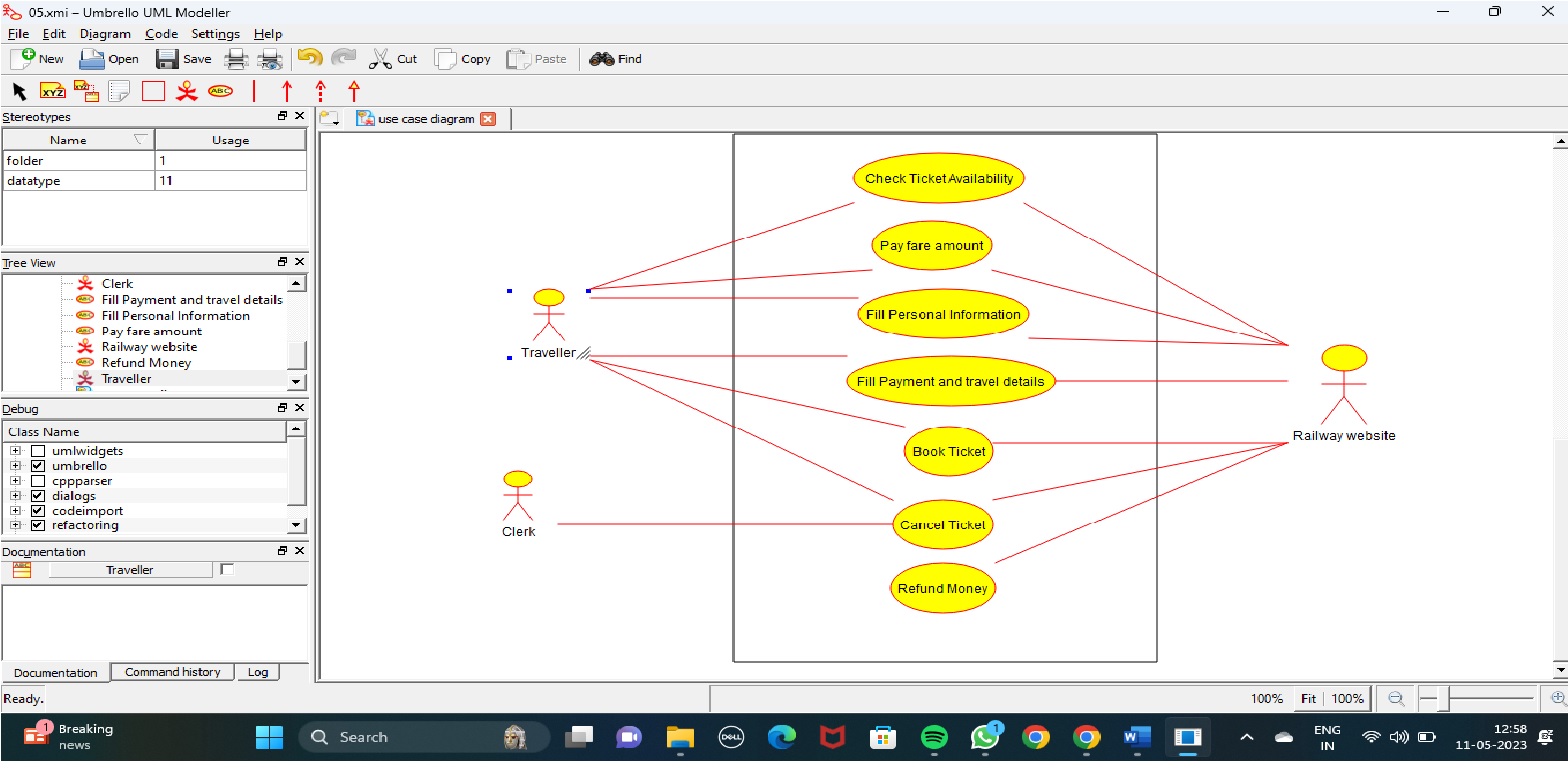 05.xmi – Umbrello UML Modeller
File Edit Diagram Code Settings Help
New Open Save Cut Copy Paste Find
XYZ XYZ ABC
Stereotypes
use case diagram
Name Usage
folder 1
datatype 11
Tree View
Clerk
Fill Payment and travel details
Fill Personal Information
Pay fare amount
Railway website
Refund Money
Traveller
Debug
Class Name
umlwidgets
umbrello
cppparser
dialogs
codeimport
refactoring
Documentation
Traveller
Documentation Command history Log
Check Ticket Availability
Pay fare amount
Fill Personal Information
Traveller
Fill Payment and travel details
Railway website
Book Ticket
Cancel Ticket
Clerk
Refund Money
Ready.
100% Fit 100%
1
Breaking
news
Search
DELL
1
W
ENG
IN
12:58
11-05-2023